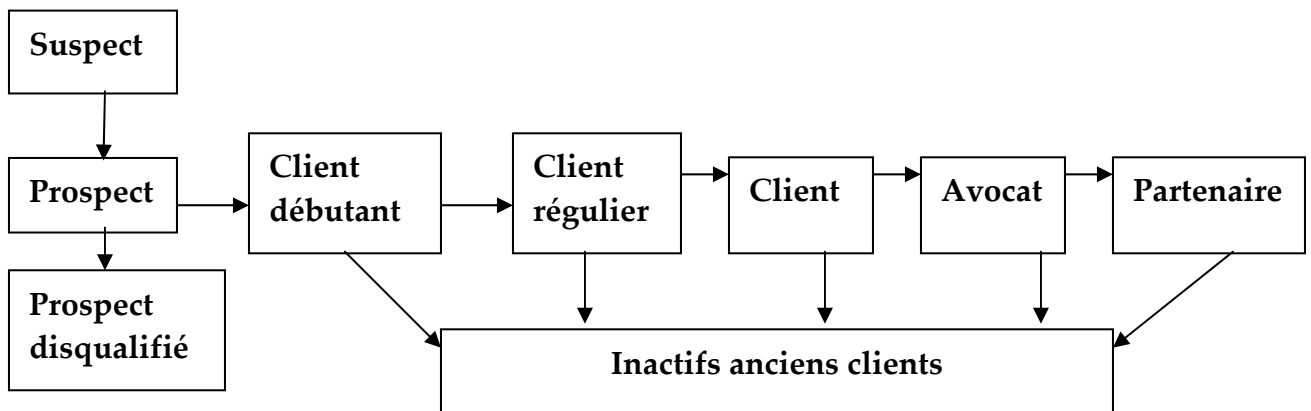 Suspect
Prospect
Prospect
disqualifié
Client
débutant
Client
régulier
Client
Avocat
Partenaire
Inactifs anciens clients